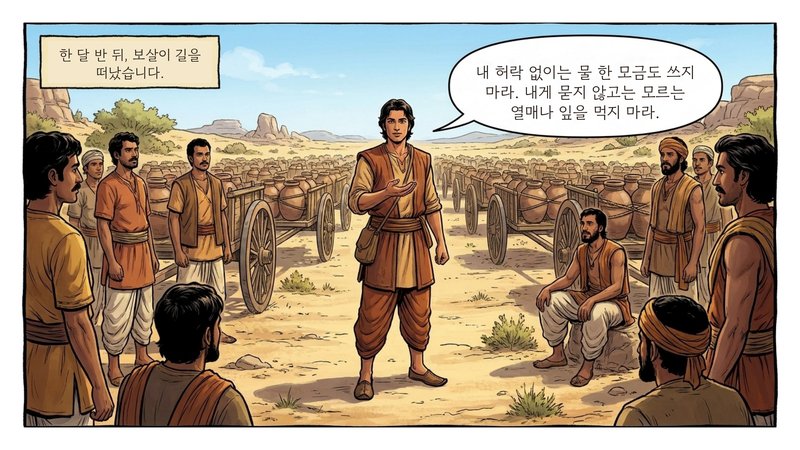 한 달 반 뒤, 보살이 길을
떠났습니다.
내 허락 없이는 물 한 모금도 쓰지
마라. 내게 묻지 않고는 모르는
열매나 잎을 먹지 마라.